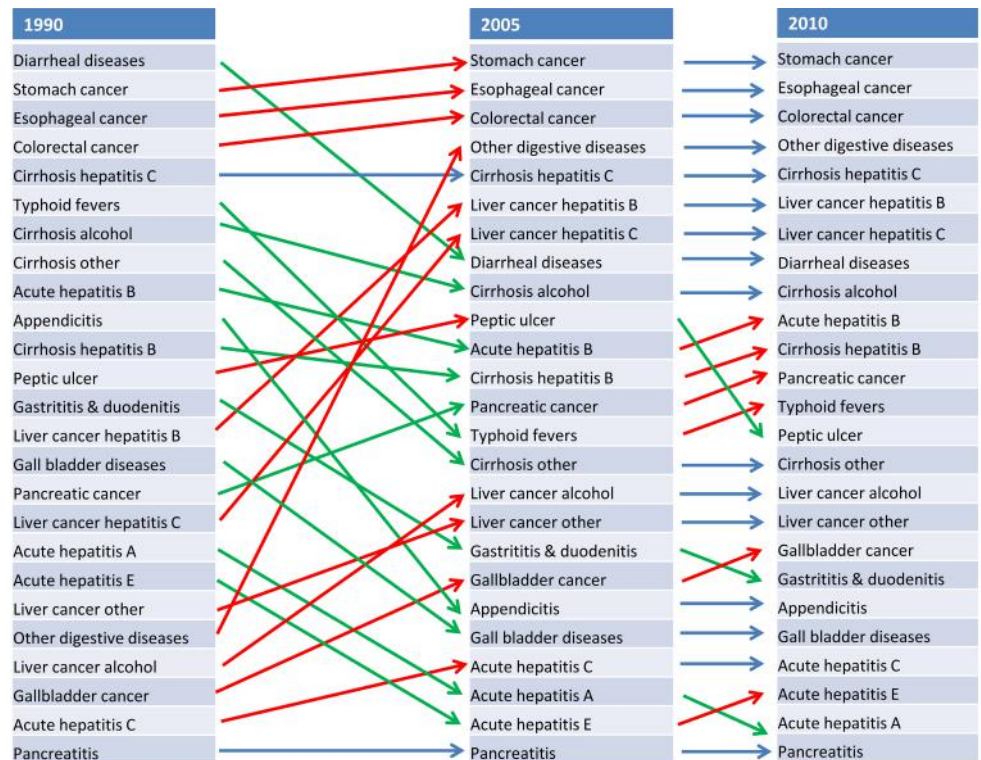 1990 2005 2010
Diarrheal diseases Stomach cancer Stomach cancer
Stomach cancer Esophageal cancer Esophageal cancer
Esophageal cancer Colorectal cancer Colorectal cancer
Colorectal cancer Other digestive diseases Other digestive diseases
Cirrhosis hepatitis C Cirrhosis hepatitis C Cirrhosis hepatitis C
Typhoid fevers Liver cancer hepatitis B Liver cancer hepatitis B
Cirrhosis alcohol Liver cancer hepatitis C Liver cancer hepatitis C
Cirrhosis other Diarrheal diseases Diarrheal diseases
Acute hepatitis B Cirrhosis alcohol Cirrhosis alcohol
Appendicitis Peptic ulcer Acute hepatitis B
Cirrhosis hepatitis B Acute hepatitis B Cirrhosis hepatitis B
Peptic ulcer Cirrhosis hepatitis B Pancreatic cancer
Gastrititis & duodenitis Pancreatic cancer Typhoid fevers
Liver cancer hepatitis B Typhoid fevers Peptic ulcer
Gall bladder diseases Cirrhosis other Cirrhosis other
Pancreatic cancer Liver cancer alcohol Liver cancer alcohol
Liver cancer hepatitis C Liver cancer other Liver cancer other
Acute hepatitis A Gastrititis & duodenitis Gallbladder cancer
Acute hepatitis E Gallbladder cancer Gastrititis & duodenitis
Liver cancer other Appendicitis Appendicitis
Other digestive diseases Gall bladder diseases Gall bladder diseases
Liver cancer alcohol Acute hepatitis C Acute hepatitis C
Gallbladder cancer Acute hepatitis A Acute hepatitis E
Acute hepatitis C Acute hepatitis E Acute hepatitis A
Pancreatitis Pancreatitis Pancreatitis